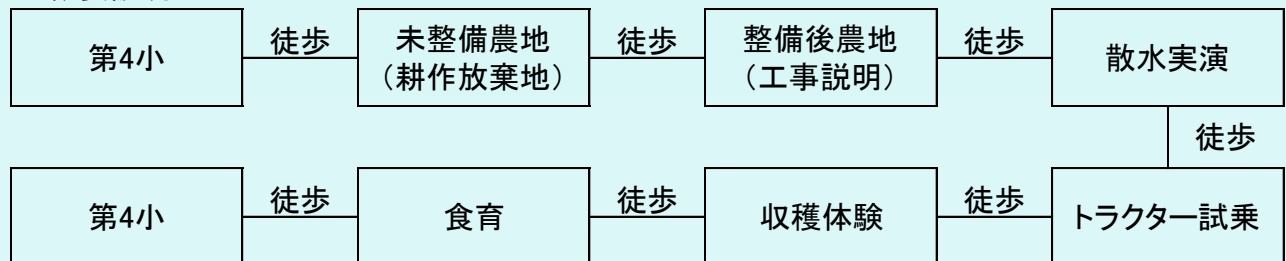 第4小
徒歩
未整備農地
（耕作放棄地）
徒歩
整備後農地
（工事説明）
徒歩
散水実演
徒歩
第4小
徒歩
食育
徒歩
収穫体験
徒歩
トラクター試乗